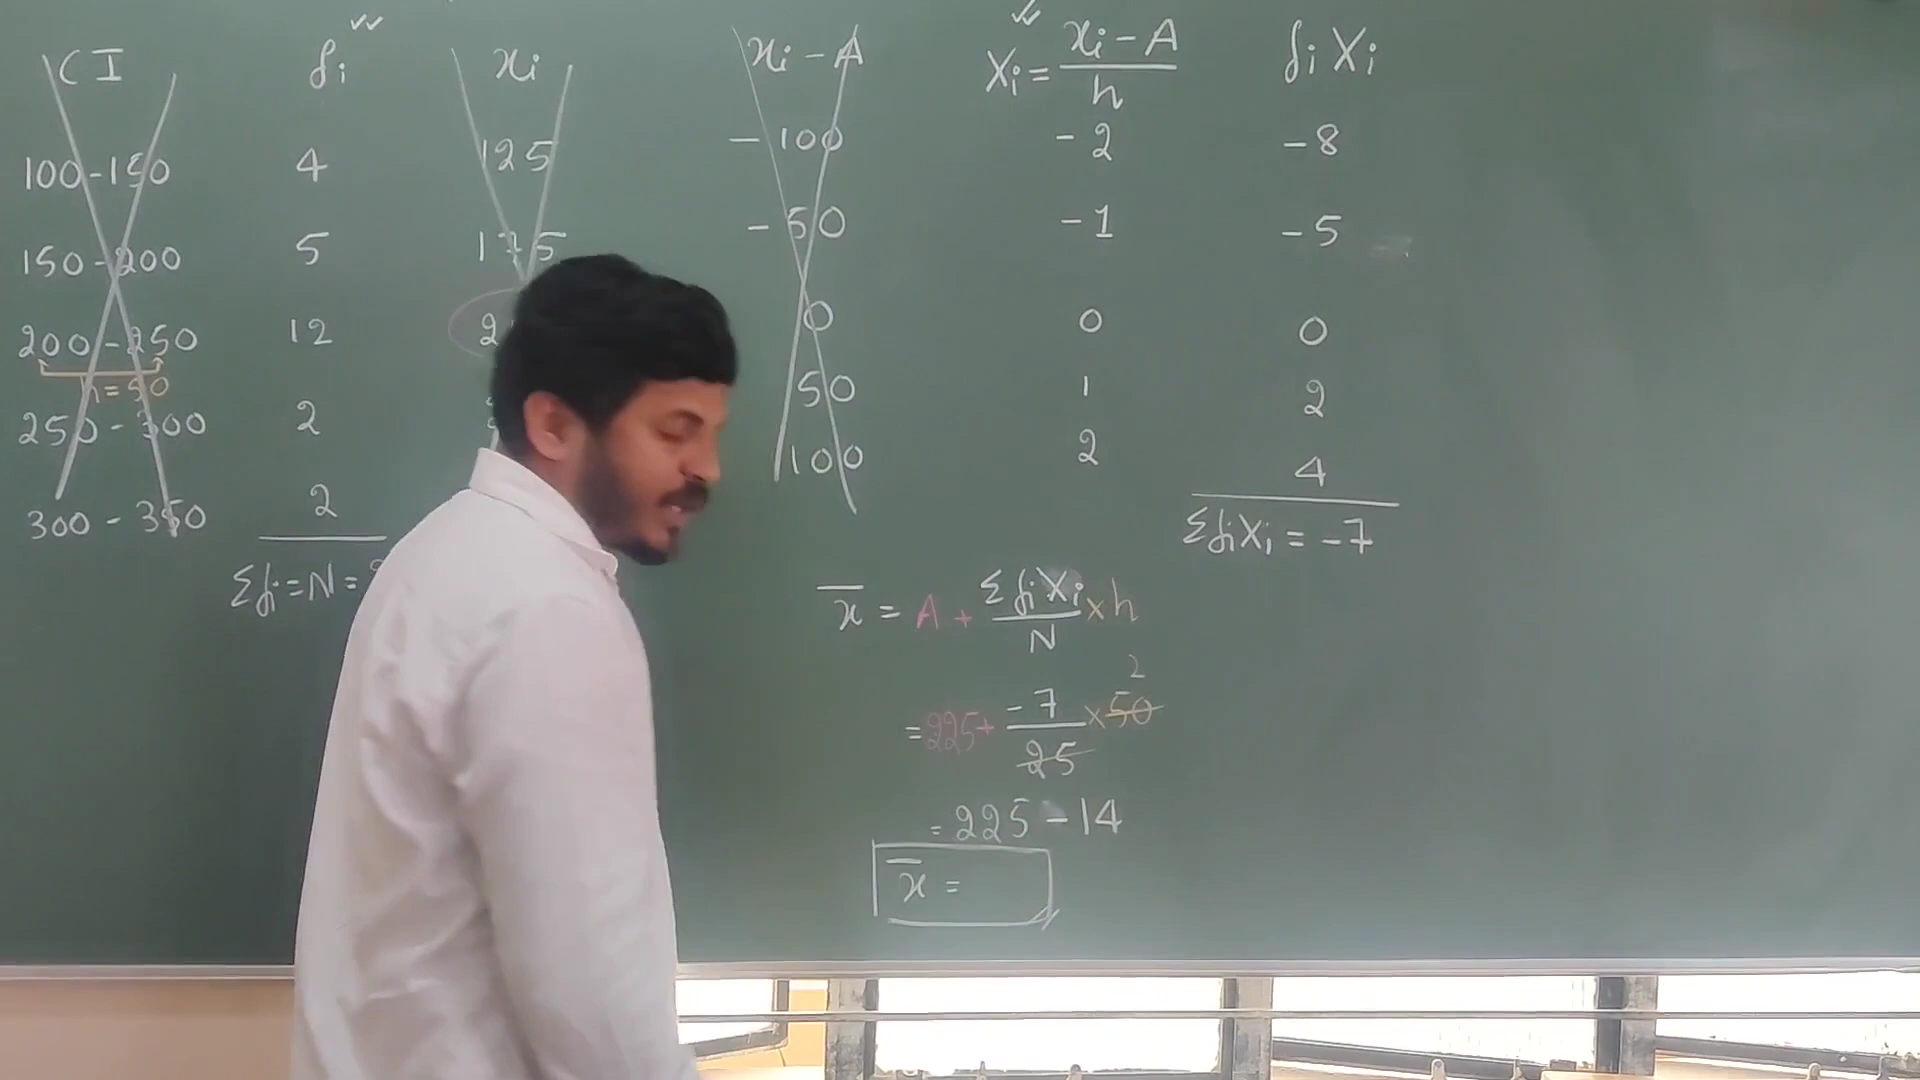 CI fi xi xi - A Xi = xi - A / h fi Xi
100-150 4 125 -100 -2 -8
150-200 5 175 -50 -1 -5
200-250 12 0 0 0
h=50
250-300 2 50 1 2
300-350 2 100 2 4
Σfi=N= ΣfiXi = -7
x̄ = A + ΣfiXi / N × h
2
= 225 + -7 / 25 × 50
= 225 - 14
x̄ =